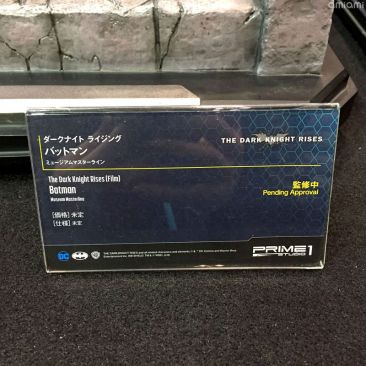 amiami
ダークナイト ライジング
バットマン
ミュージアムマスターライン
THE DARK KNIGHT RISES
The Dark Knight Rises (Film)
Batman
Museum Masterline
監修中
Pending Approval
[価格] 未定
[仕様] 未定
DC
PRIME 1
STUDIO